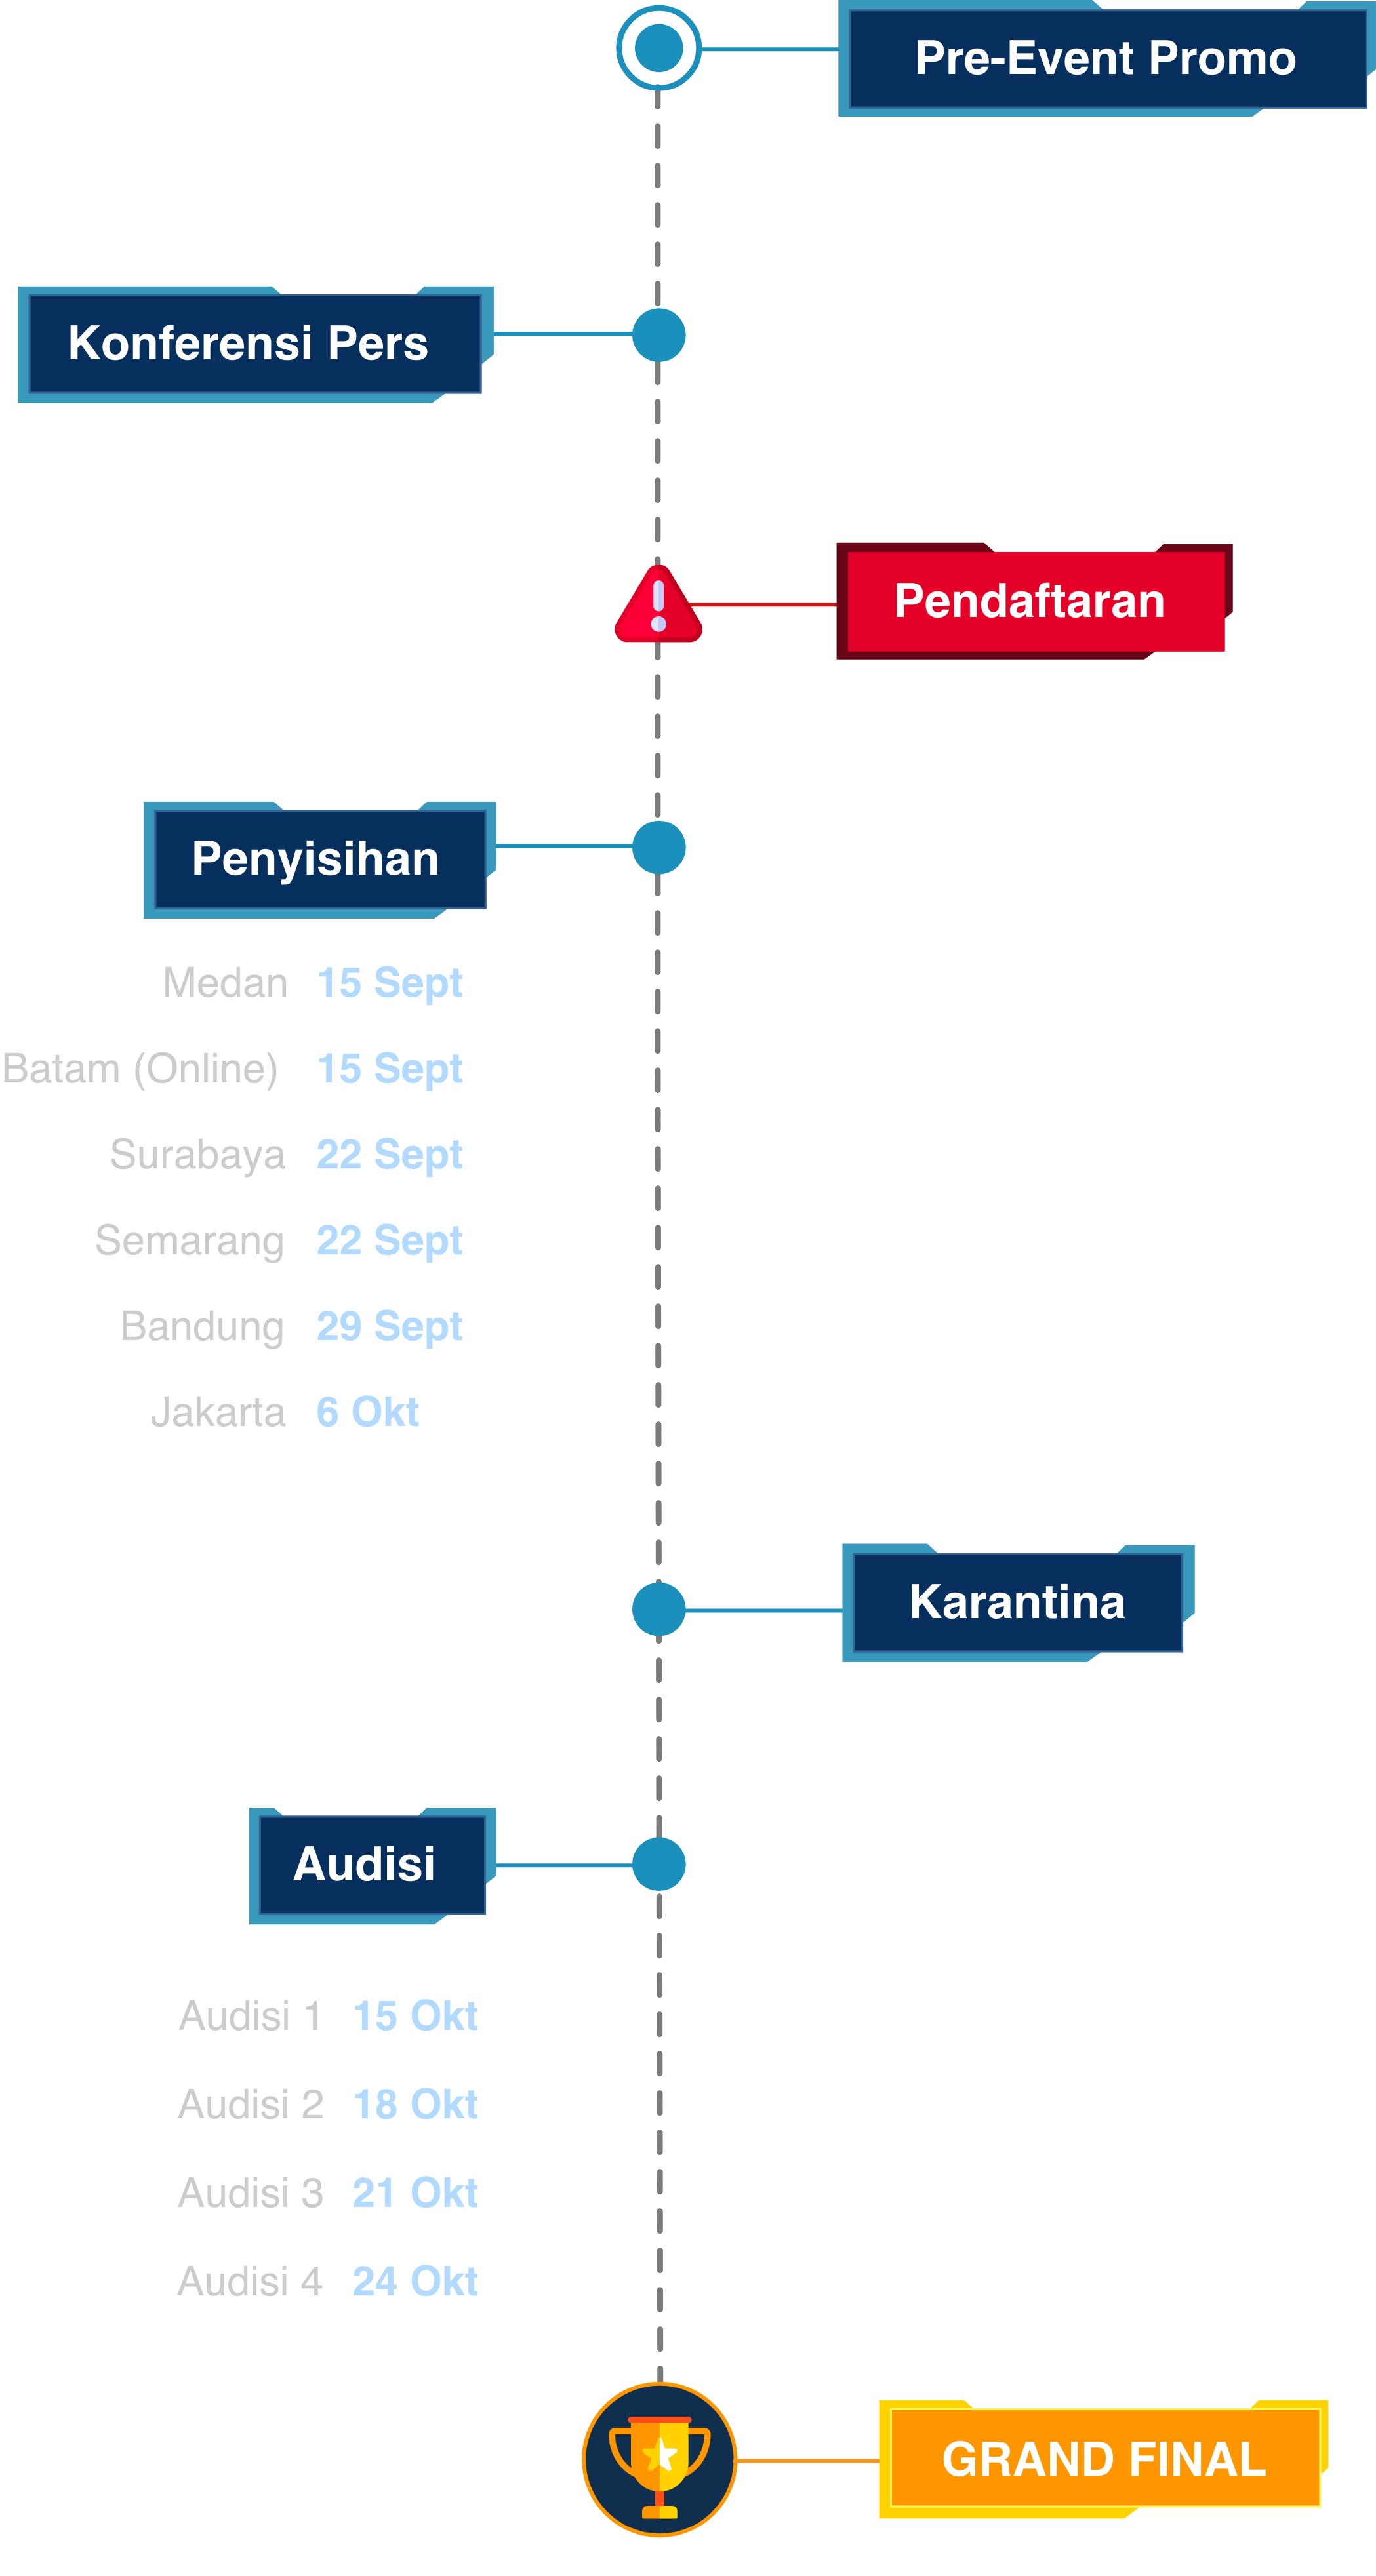 Pre-Event Promo
Konferensi Pers
Pendaftaran
Penyisihan
Medan 15 Sept
Batam (Online) 15 Sept
Surabaya 22 Sept
Semarang 22 Sept
Bandung 29 Sept
Jakarta 6 Okt
Karantina
Audisi
Audisi 1 15 Okt
Audisi 2 18 Okt
Audisi 3 21 Okt
Audisi 4 24 Okt
GRAND FINAL